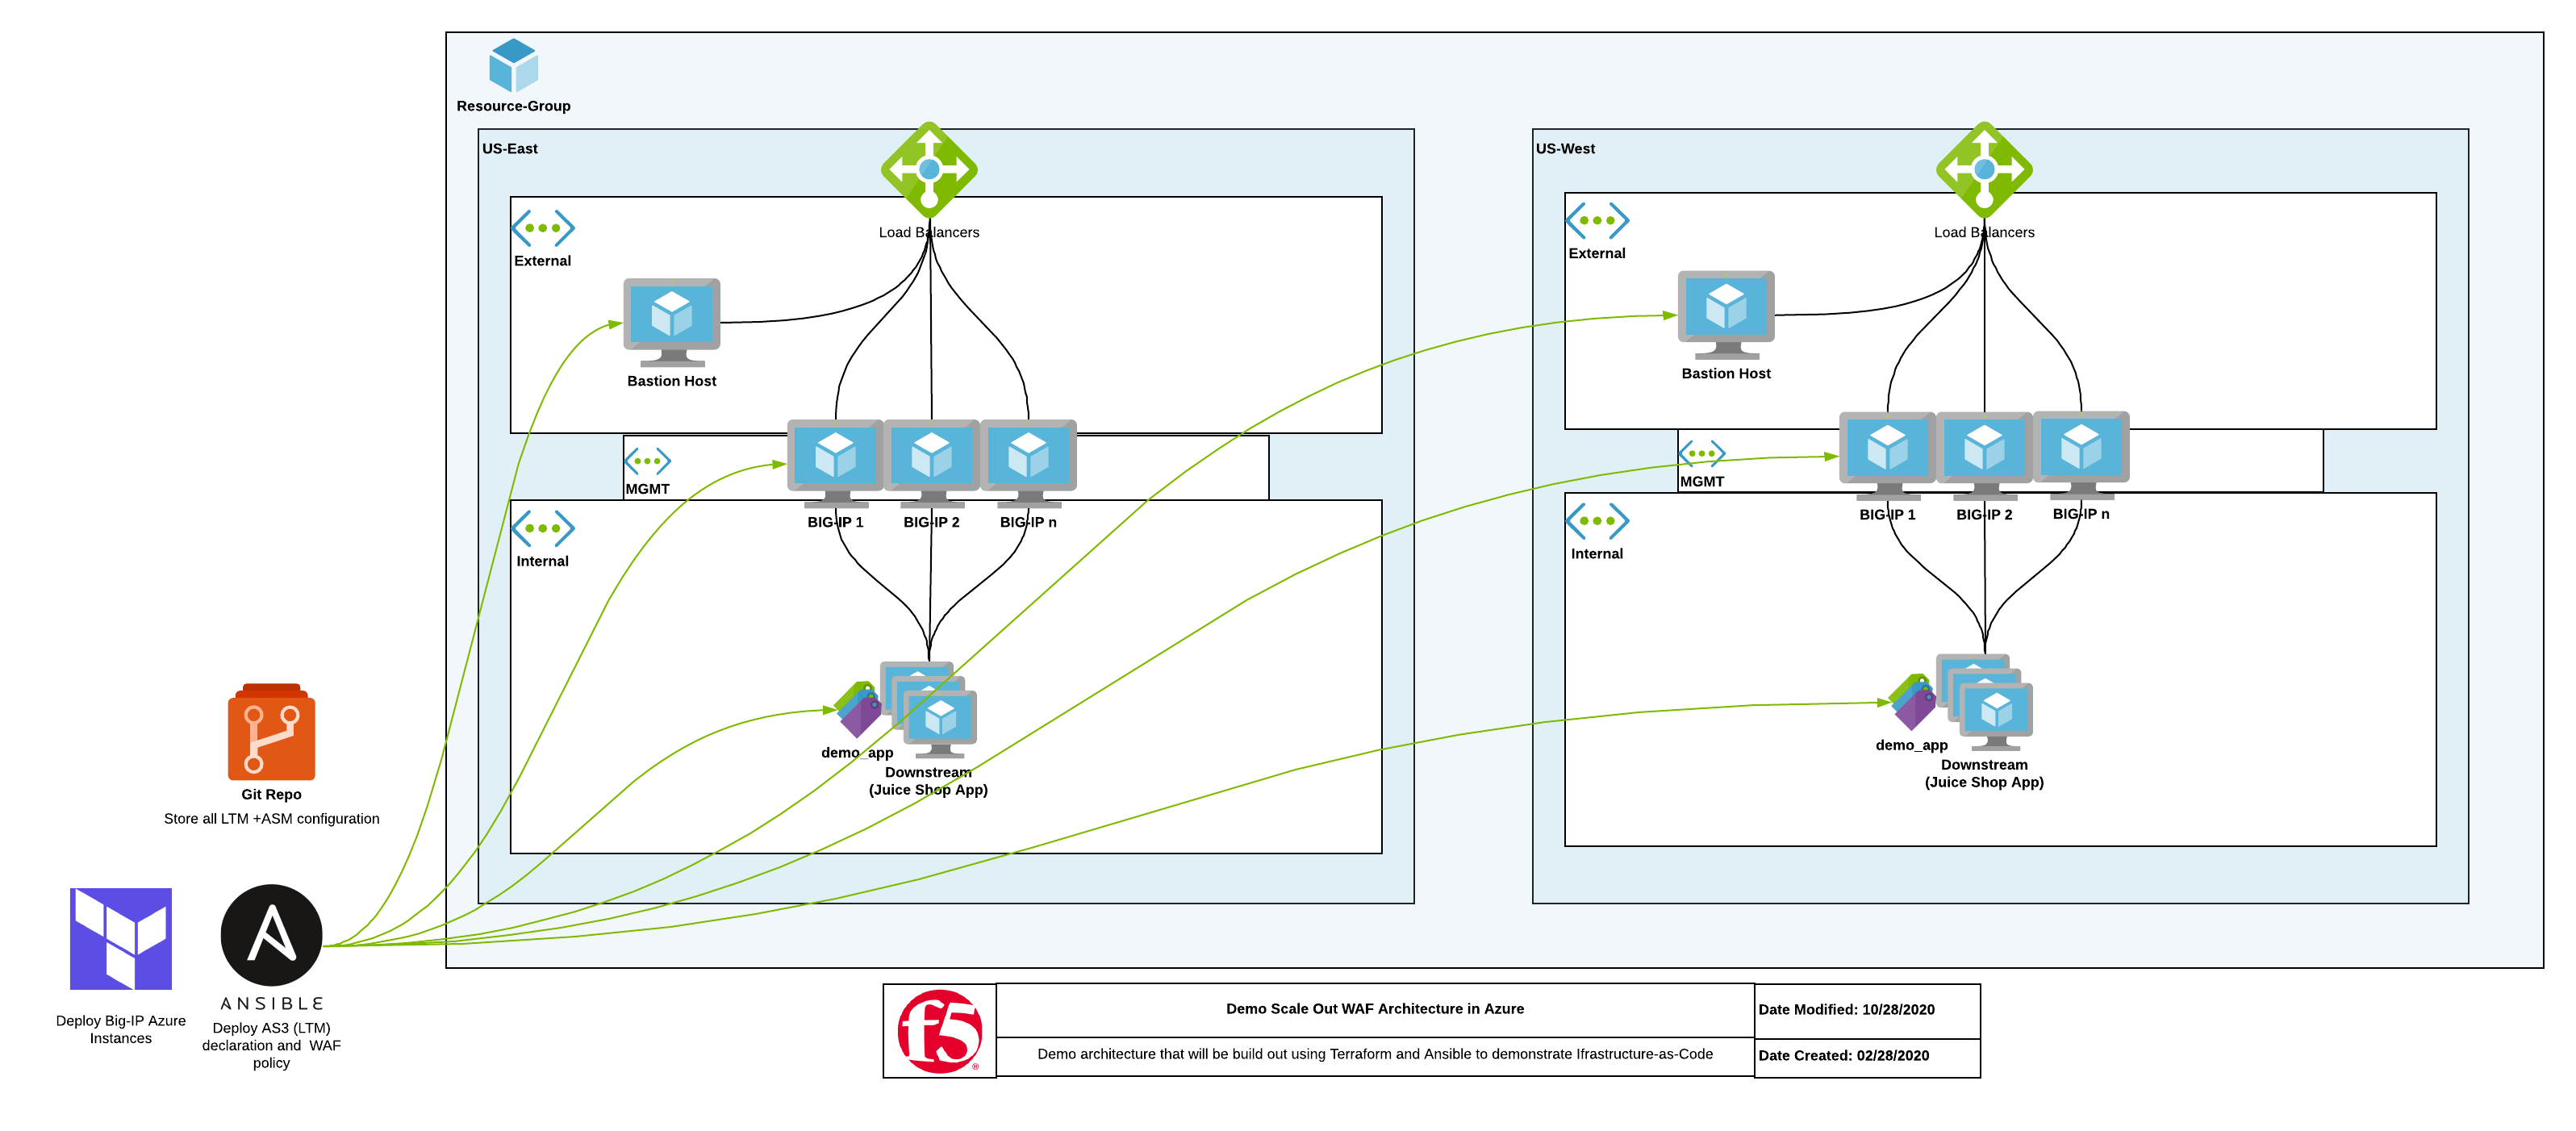 Resource-Group
US-East
Load Balancers
External
Bastion Host
MGMT
BIG-IP 1
BIG-IP 2
BIG-IP n
Internal
demo_app
Downstream
(Juice Shop App)
US-West
Load Balancers
External
Bastion Host
MGMT
BIG-IP 1
BIG-IP 2
BIG-IP n
Internal
demo_app
Downstream
(Juice Shop App)
Git Repo
Store all LTM +ASM configuration
Deploy Big-IP Azure
Instances
ANSIBLE
Deploy AS3 (LTM)
declaration and WAF
policy
f5
®
Demo Scale Out WAF Architecture in Azure
Demo architecture that will be build out using Terraform and Ansible to demonstrate Ifrastructure-as-Code
Date Modified: 10/28/2020
Date Created: 02/28/2020